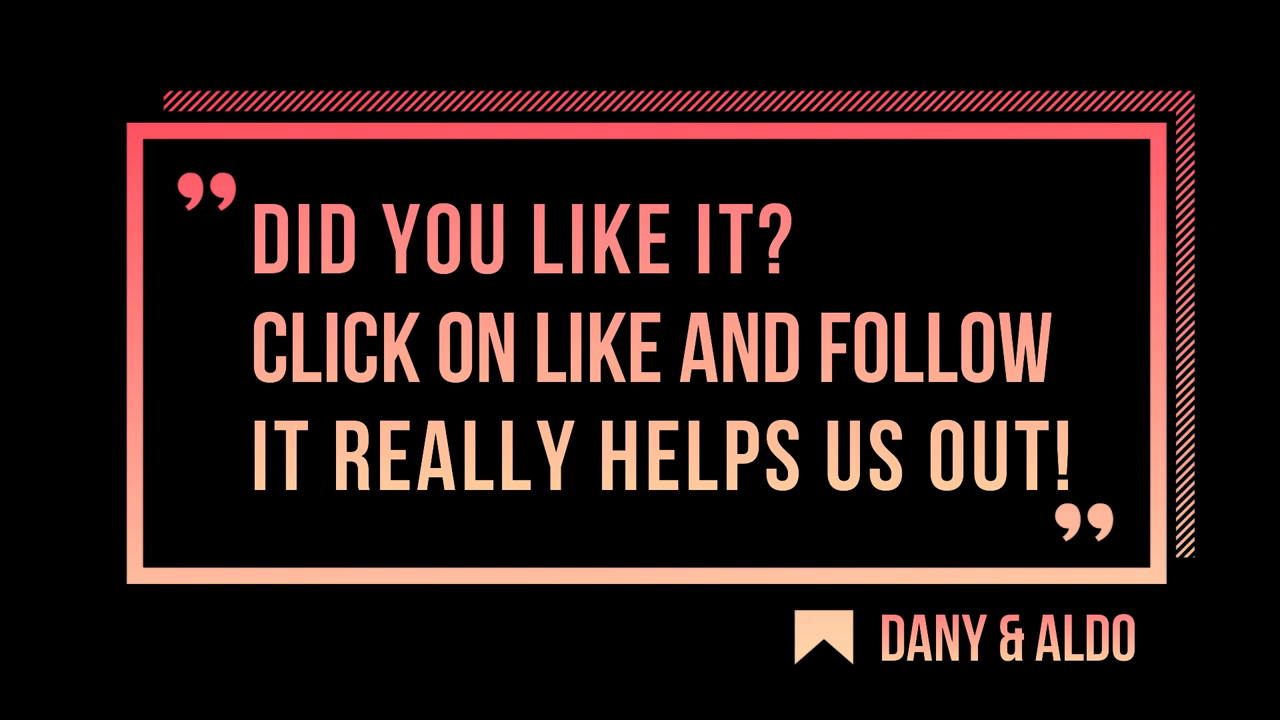 ”
DID YOU LIKE IT?
CLICK ON LIKE AND FOLLOW
IT REALLY HELPS US OUT!
”
DANY & ALDO